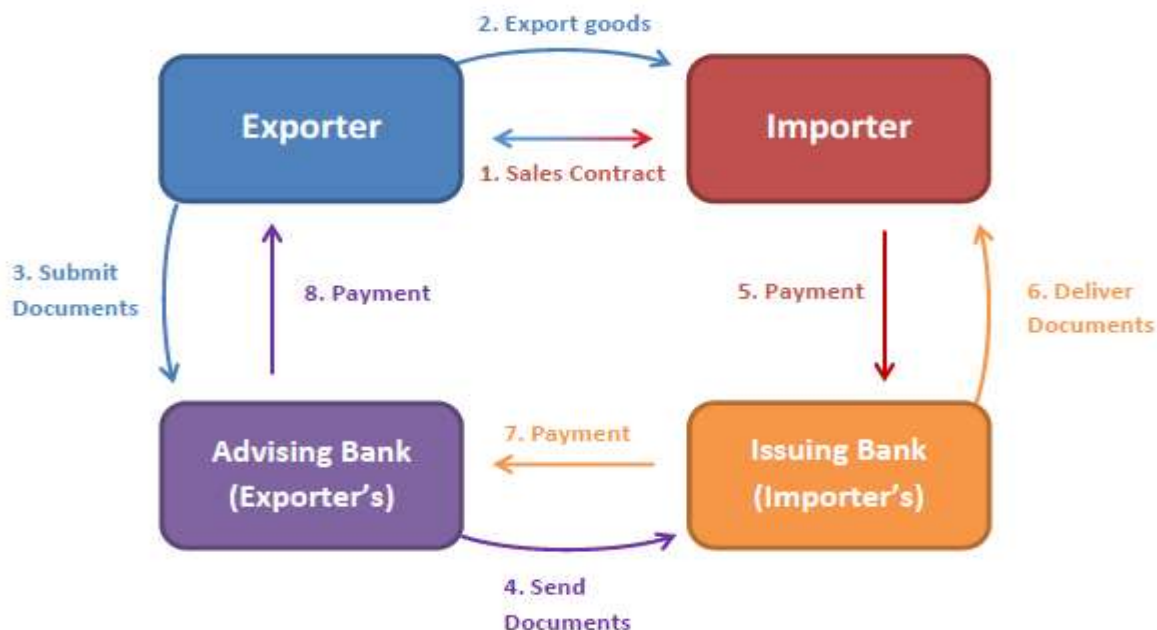 2. Export goods
Exporter
Importer
1. Sales Contract
3. Submit
Documents
8. Payment
5. Payment
6. Deliver
Documents
Advising Bank
(Exporter’s)
7. Payment
Issuing Bank
(Importer’s)
4. Send
Documents